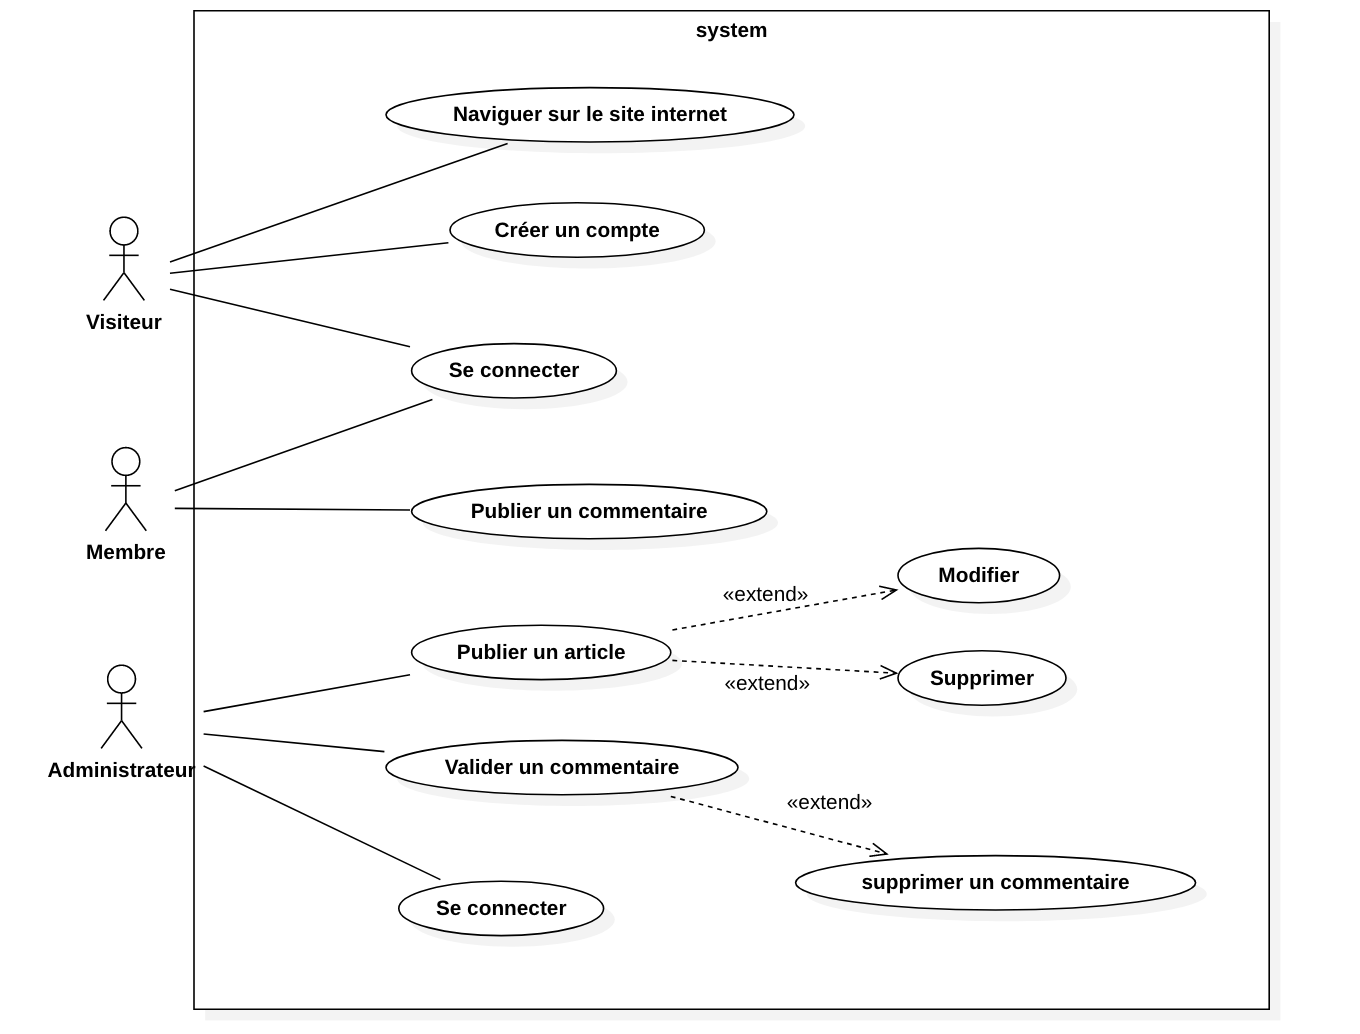 system
Naviguer sur le site internet
Créer un compte
Visiteur
Se connecter
Publier un commentaire
Membre
Modifier
«extend»
Publier un article
Supprimer
«extend»
Valider un commentaire
Administrateur
«extend»
supprimer un commentaire
Se connecter